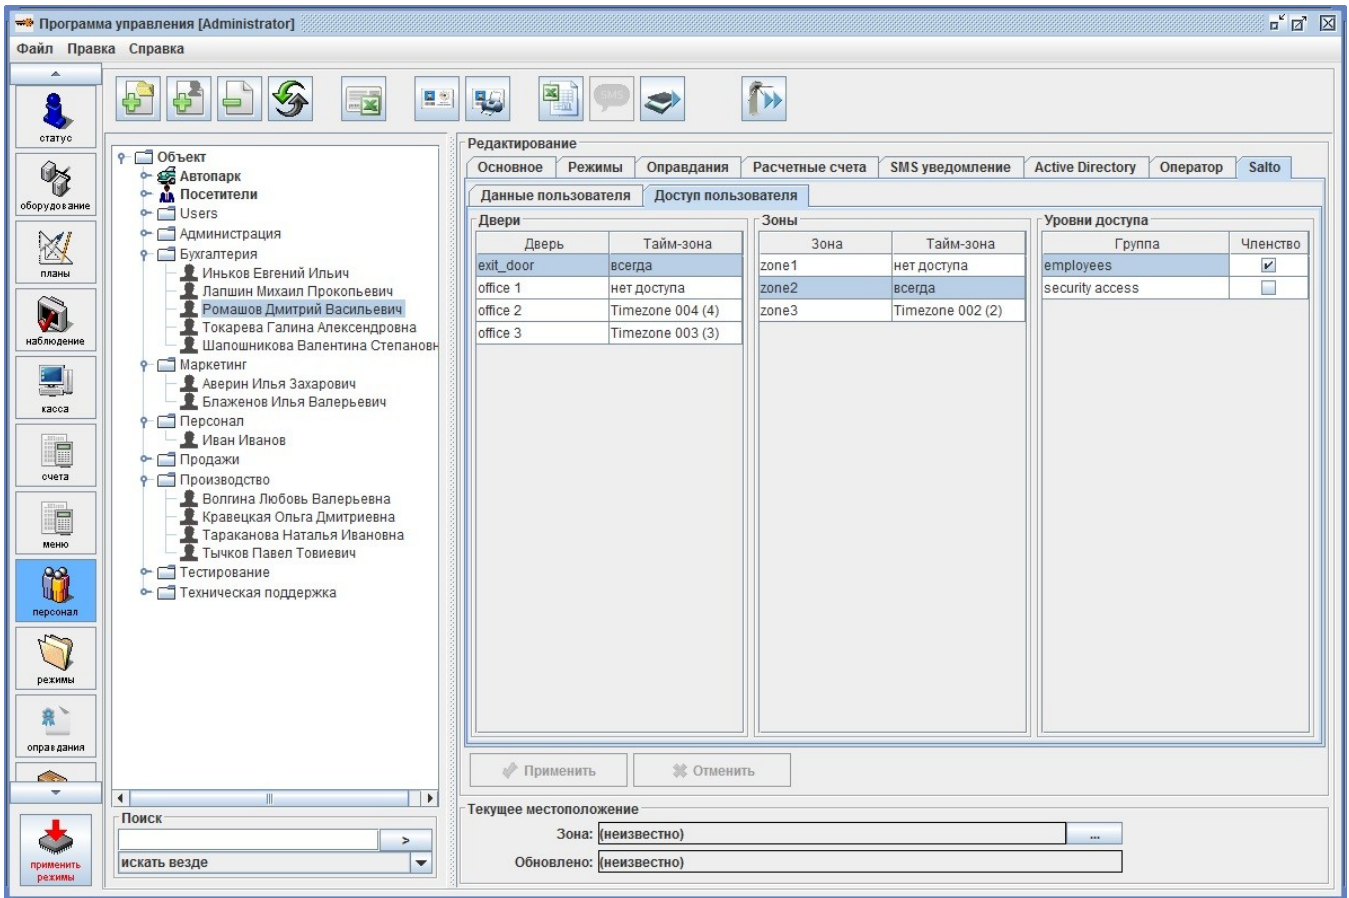 Программа управления [Administrator]
Файл Правка Справка
статус
оборудование
планы
наблюдение
касса
счета
меню
персонал
режимы
оправдания
применить
режимы
SMS
Объект
Автопарк
Посетители
Users
Администрация
Бухгалтерия
Иньков Евгений Ильич
Лапшин Михаил Прокопьевич
Ромашов Дмитрий Васильевич
Токарева Галина Александровна
Шапошникова Валентина Степановн
Маркетинг
Аверин Илья Захарович
Блаженов Илья Валерьевич
Персонал
Иван Иванов
Продажи
Производство
Волгина Любовь Валерьевна
Кравецкая Ольга Дмитриевна
Тараканова Наталья Ивановна
Тычков Павел Товиевич
Тестирование
Техническая поддержка
Поиск
>
искать везде
Редактирование
Основное Режимы Оправдания Расчетные счета SMS уведомление Active Directory Оператор Salto
Данные пользователя Доступ пользователя
Двери
Дверь Тайм-зона
exit_door всегда
office 1 нет доступа
office 2 Timezone 004 (4)
office 3 Timezone 003 (3)
Зоны
Зона Тайм-зона
zone1 нет доступа
zone2 всегда
zone3 Timezone 002 (2)
Уровни доступа
Группа Членство
employees
security access
Применить Отменить
Текущее местоположение
Зона: (неизвестно) ...
Обновлено: (неизвестно)